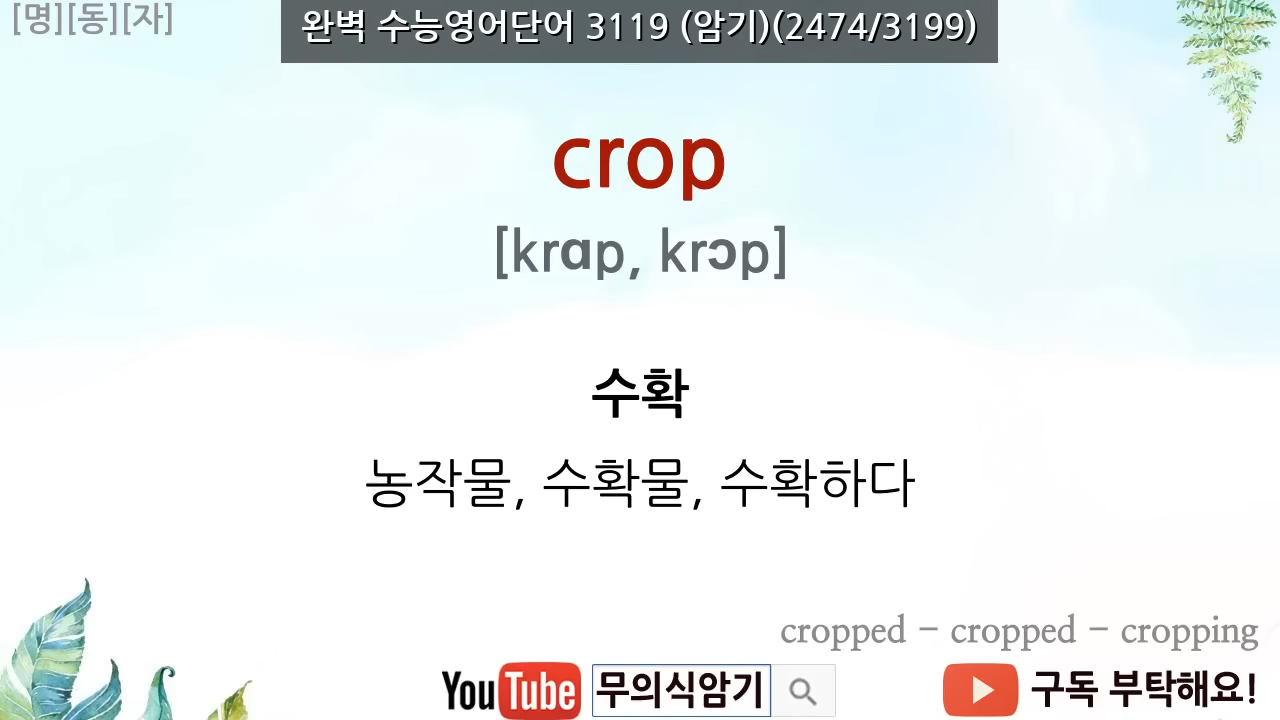 [명][동][자]
완벽 수능영어단어 3119 (암기)(2474/3199)
crop
[krɑp, krɔp]
수확
농작물, 수확물, 수확하다
cropped - cropped - cropping
YouTube 무의식암기 구독 부탁해요!